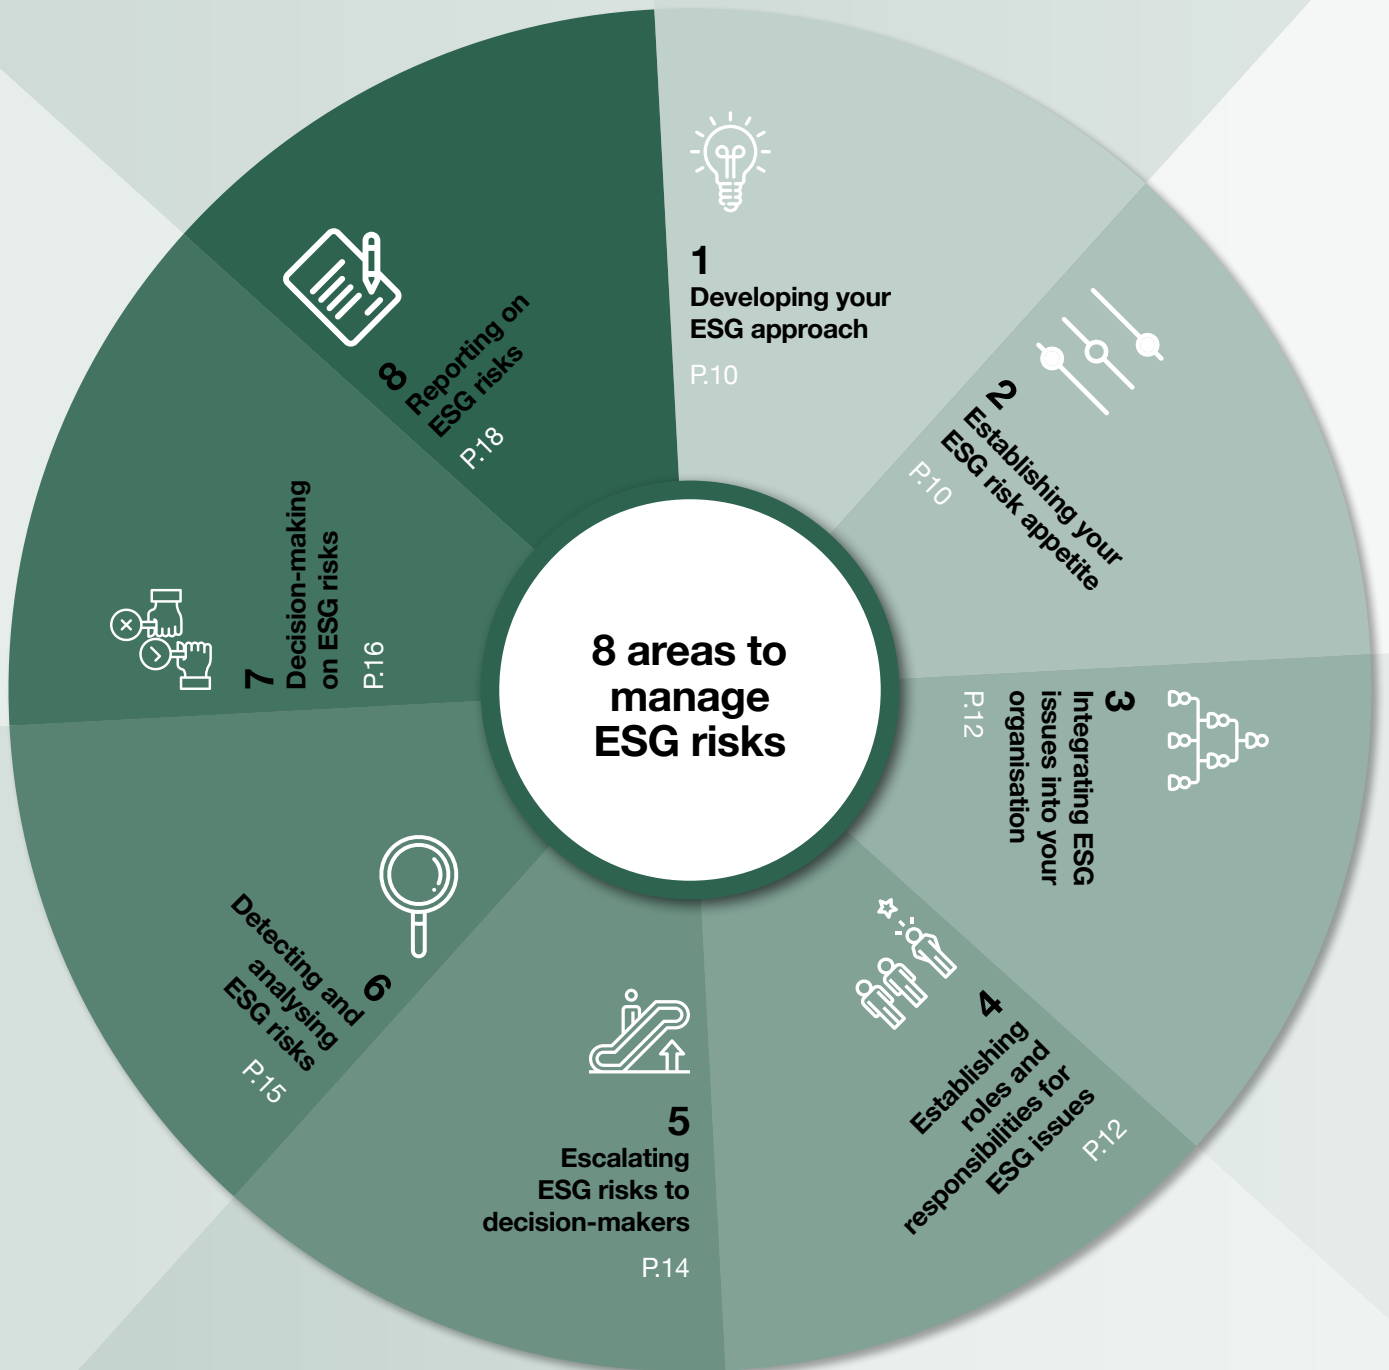 8 areas to
manage
ESG risks
1
Developing your
ESG approach
P.10
2
Establishing your
ESG risk appetite
P.10
3
Integrating ESG
issues into your
organisation
P.12
4
Establishing
roles and
responsibilities for
ESG issues
P.12
5
Escalating
ESG risks to
decision-makers
P.14
6
Detecting and
analysing
ESG risks
P.15
7
Decision-making
on ESG risks
P.16
8
Reporting on
ESG risks
P.18